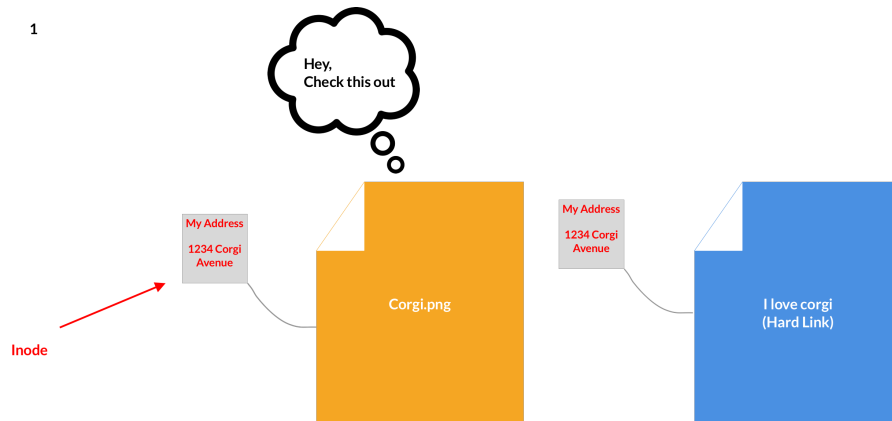 1
Hey,
Check this out
My Address
1234 Corgi
Avenue
Corgi.png
Inode
My Address
1234 Corgi
Avenue
I love corgi
(Hard Link)